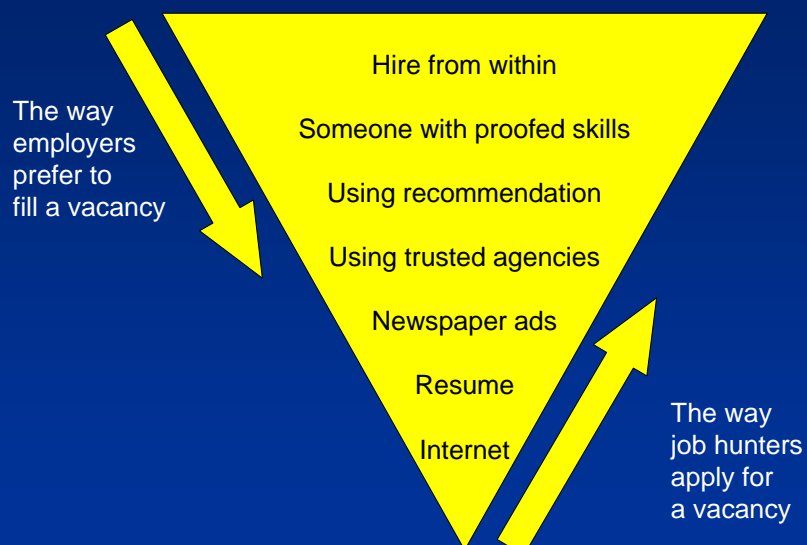 The way
employers
prefer to
fill a vacancy
Hire from within
Someone with proofed skills
Using recommendation
Using trusted agencies
Newspaper ads
Resume
Internet
The way
job hunters
apply for
a vacancy